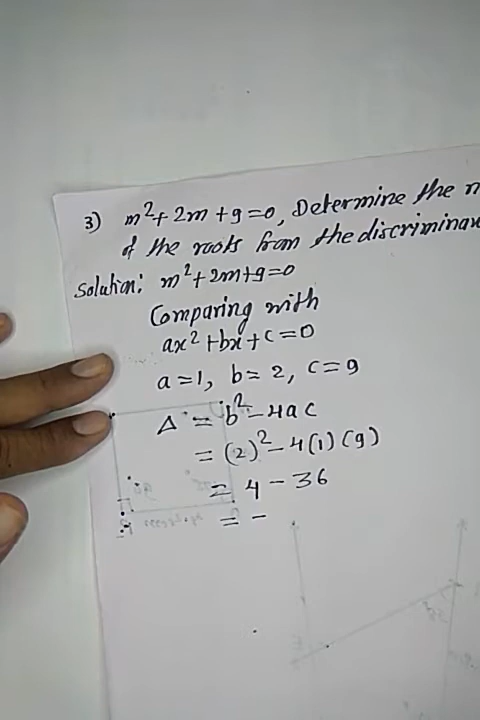 3) m²+2m+9=0, Determine the
of the roots from the discriminan
Solution: m²+2m+9=0
Comparing with
ax²+bx+c=0
a=1, b=2, c=9
Δ = b²-4ac
= (2)²-4(1)(9)
= 4-36
= -